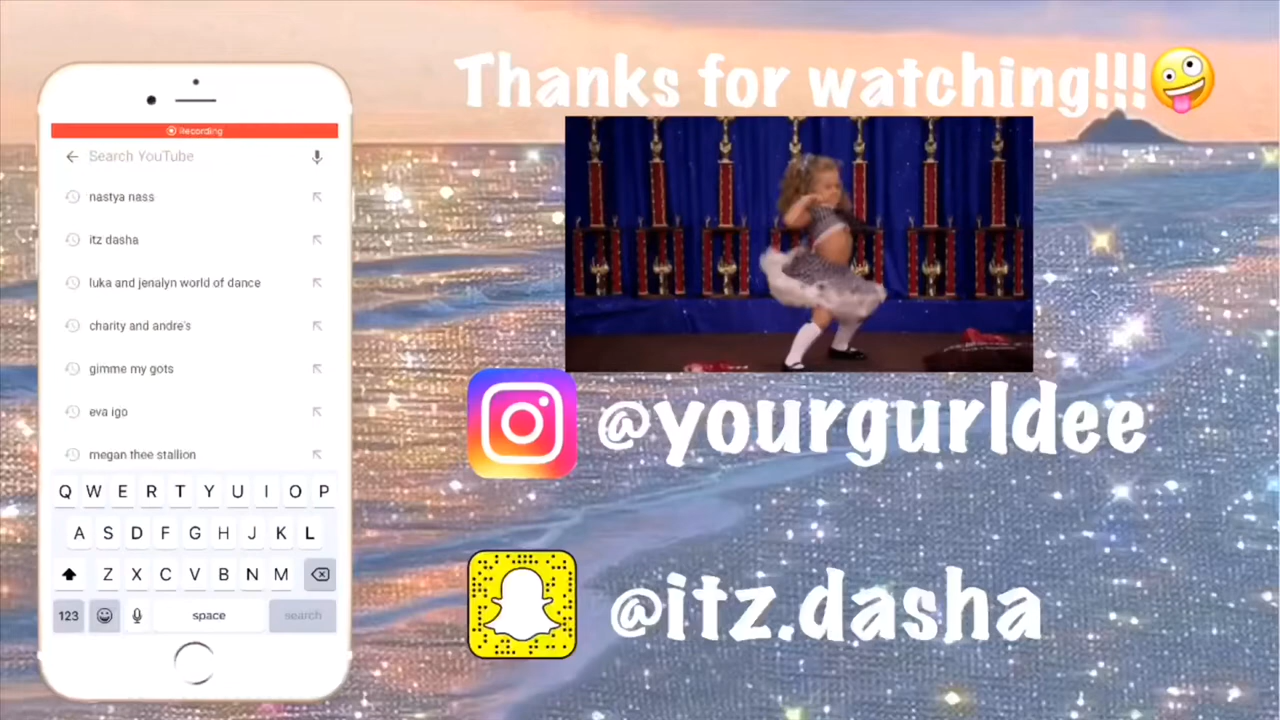 Recording
Search YouTube
nastya nass
itz dasha
luka and jenalyn world of dance
charity and andre's
gimme my gots
eva igo
megan thee stallion
Q W E R T Y U I O P
A S D F G H J K L
Z X C V B N M
123 space search
Thanks for watching!!!🤪
@yourgurldee
@itz.dasha